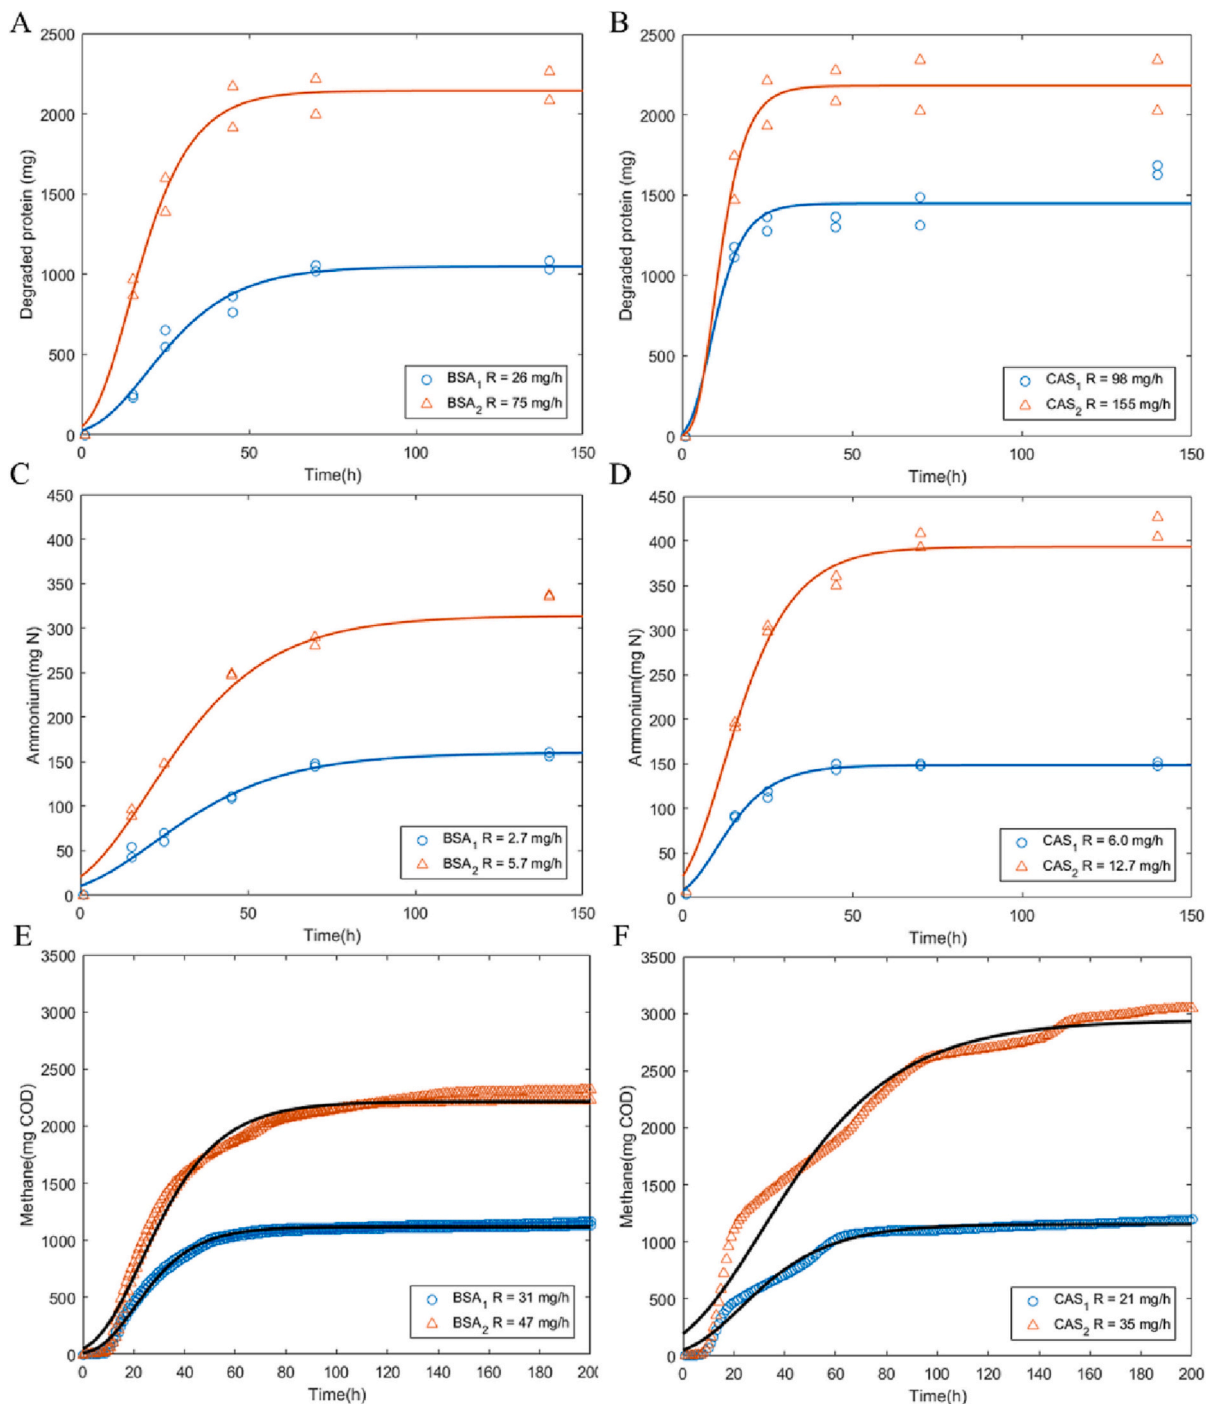 A
2500
2000
1500
1000
500
0
Degraded protein (mg)
BSA1 R = 26 mg/h
BSA2 R = 75 mg/h
0 50 100 150
Time(h)
B
2500
2000
1500
1000
500
0
Degraded protein (mg)
CAS1 R = 98 mg/h
CAS2 R = 155 mg/h
0 50 100 150
Time(h)
C
450
400
350
300
250
200
150
100
50
0
Ammonium(mg N)
BSA1 R = 2.7 mg/h
BSA2 R = 5.7 mg/h
0 50 100 150
Time(h)
D
450
400
350
300
250
200
150
100
50
0
Ammonium(mg N)
CAS1 R = 6.0 mg/h
CAS2 R = 12.7 mg/h
0 50 100 150
Time(h)
E
3500
3000
2500
2000
1500
1000
500
0
Methane(mg COD)
BSA1 R = 31 mg/h
BSA2 R = 47 mg/h
0 20 40 60 80 100 120 140 160 180 200
Time(h)
F
3500
3000
2500
2000
1500
1000
500
0
Methane(mg COD)
CAS1 R = 21 mg/h
CAS2 R = 35 mg/h
0 20 40 60 80 100 120 140 160 180 200
Time(h)